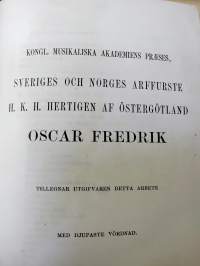 KONGL. MUSIKALISKA AKADEMIENS PRÆSES,
SVERIGES OCH NORGES ARFFURSTE
H. K. H. HERTIGEN AF ÖSTERGÖTLAND
OSCAR FREDRIK
TILLEGNAR UTGIFVAREN DETTA ARBETE
MED DJUPASTE VÖRDNAD.